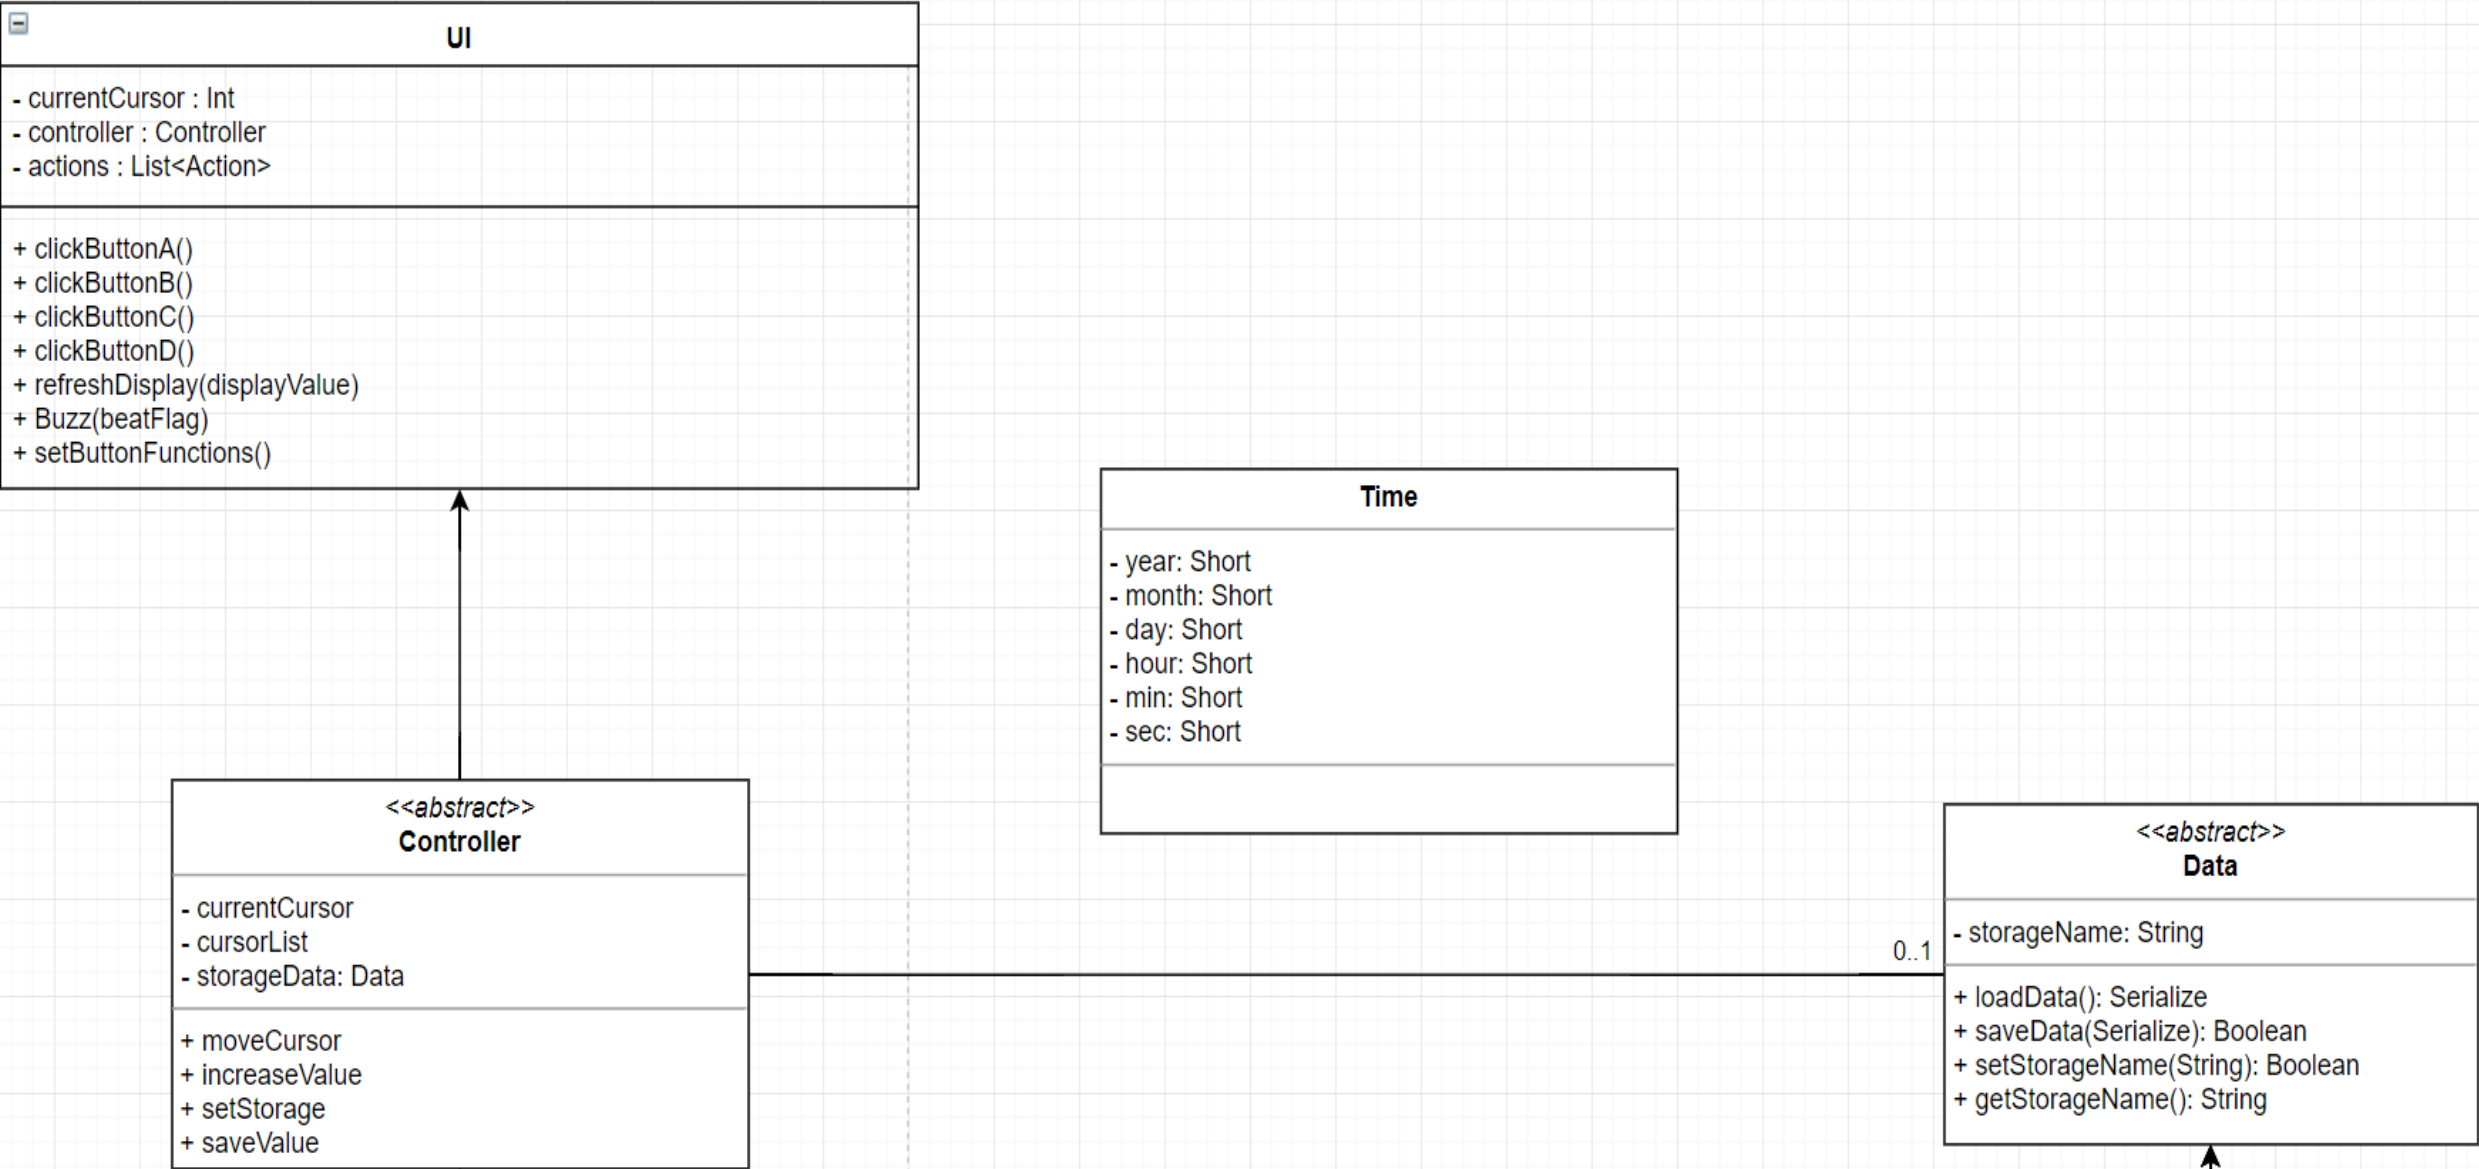 UI
- currentCursor : Int
- controller : Controller
- actions : List<Action>
+ clickButtonA()
+ clickButtonB()
+ clickButtonC()
+ clickButtonD()
+ refreshDisplay(displayValue)
+ Buzz(beatFlag)
+ setButtonFunctions()
Time
- year: Short
- month: Short
- day: Short
- hour: Short
- min: Short
- sec: Short
<<abstract>>
Controller
- currentCursor
- cursorList
- storageData: Data
+ moveCursor
+ increaseValue
+ setStorage
+ saveValue
0..1
<<abstract>>
Data
- storageName: String
+ loadData(): Serialize
+ saveData(Serialize): Boolean
+ setStorageName(String): Boolean
+ getStorageName(): String